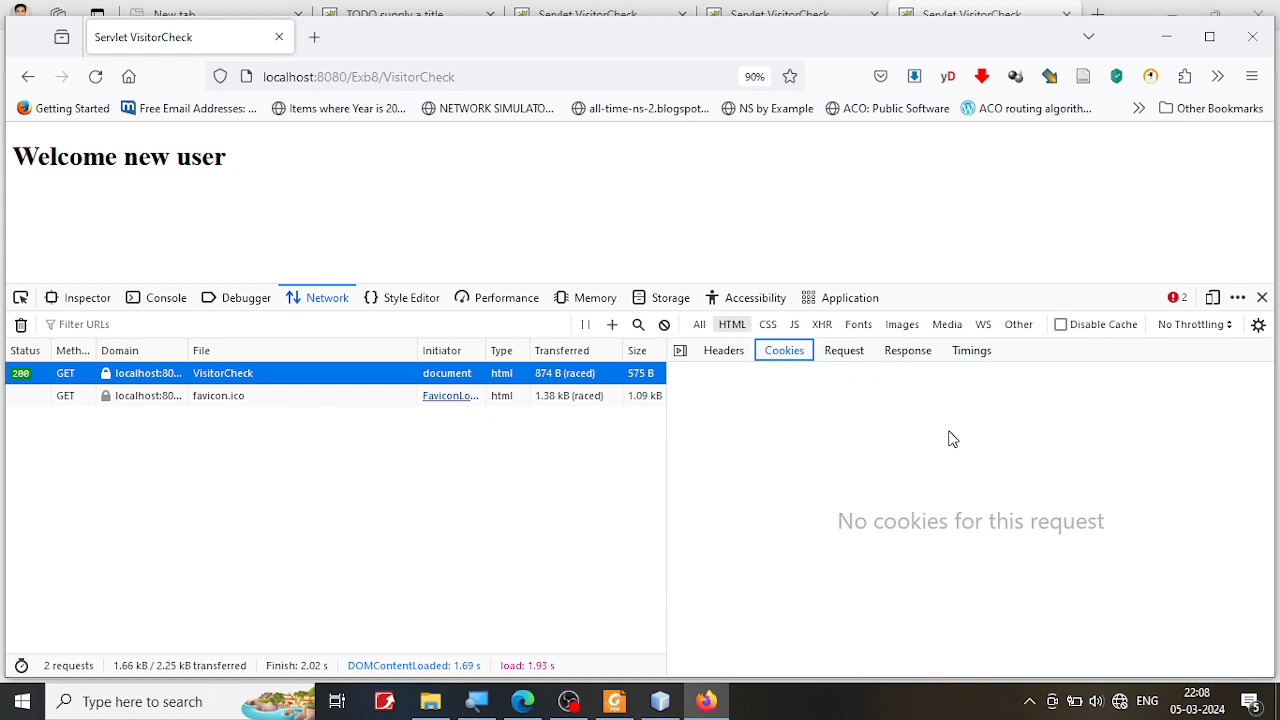 New tab
TODO supply a title
Servlet VisitorCheck
Servlet VisitorCheck
Servlet VisitorCheck
Servlet VisitorCheck
localhost:8080/Exb8/VisitorCheck
90%
yD
Getting Started
Free Email Addresses: ...
Items where Year is 20...
NETWORK SIMULATO...
all-time-ns-2.blogspot...
NS by Example
ACO: Public Software
ACO routing algorith...
Other Bookmarks
Welcome new user
Inspector
Console
Debugger
Network
Style Editor
Performance
Memory
Storage
Accessibility
Application
2
Filter URLs
All
HTML
CSS
JS
XHR
Fonts
Images
Media
WS
Other
Disable Cache
No Throttling
Status
Meth...
Domain
File
Initiator
Type
Transferred
Size
Headers
Cookies
Request
Response
Timings
200 GET localhost:80... VisitorCheck document html 874 B (raced) 575 B
GET localhost:80... favicon.ico FaviconLo... html 1.38 kB (raced) 1.09 kB
No cookies for this request
2 requests
1.66 kB / 2.25 kB transferred
Finish: 2.02 s
DOMContentLoaded: 1.69 s
load: 1.93 s
Type here to search
ENG
22:08
05-03-2024
5